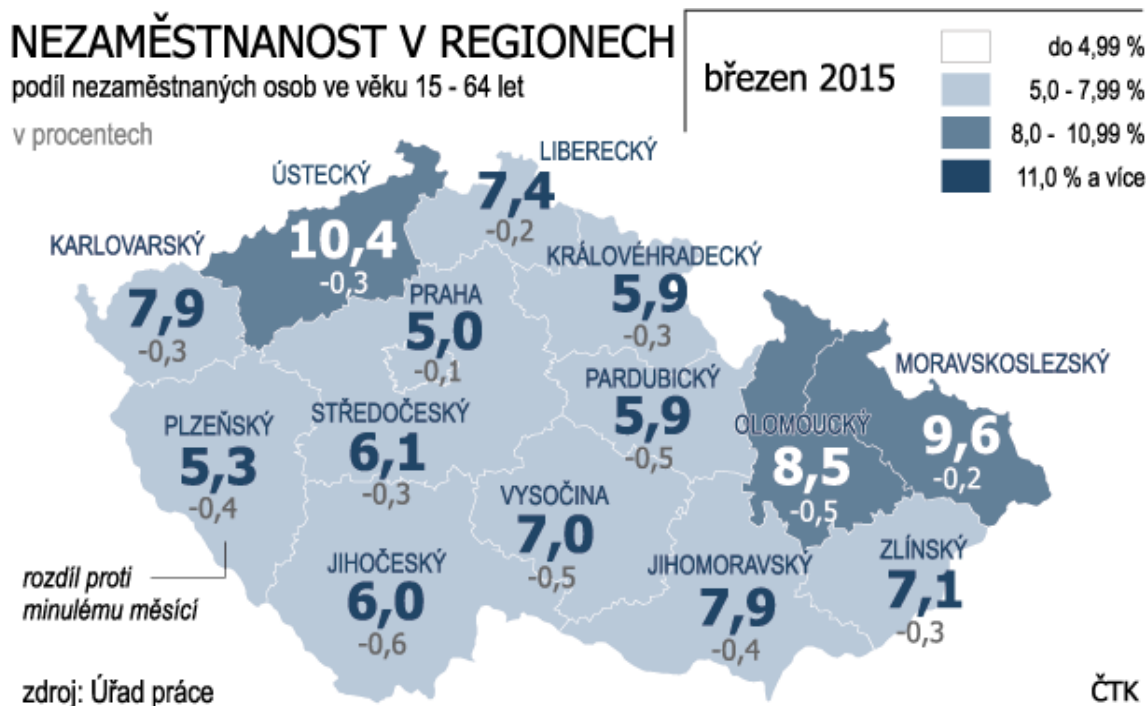 NEZAMĚSTNANOST V REGIONECH
podíl nezaměstnaných osob ve věku 15 - 64 let
v procentech
březen 2015
do 4,99 %
5,0 - 7,99 %
8,0 - 10,99 %
11,0 % a více
LIBERECKÝ
7,4
-0,2
ÚSTECKÝ
10,4
-0,3
KARLOVARSKÝ
7,9
-0,3
KRÁLOVÉHRADECKÝ
5,9
-0,3
PRAHA
5,0
-0,1
PARDUBICKÝ
5,9
-0,5
MORAVSKOSLEZSKÝ
9,6
-0,2
OLOMOUCKÝ
8,5
-0,5
PLZEŇSKÝ
5,3
-0,4
STŘEDOČESKÝ
6,1
-0,3
VYSOČINA
7,0
-0,5
JIHOČESKÝ
6,0
-0,6
JIHOMORAVSKÝ
7,9
-0,4
ZLÍNSKÝ
7,1
-0,3
rozdíl proti
minulému měsící
zdroj: Úřad práce
ČTK